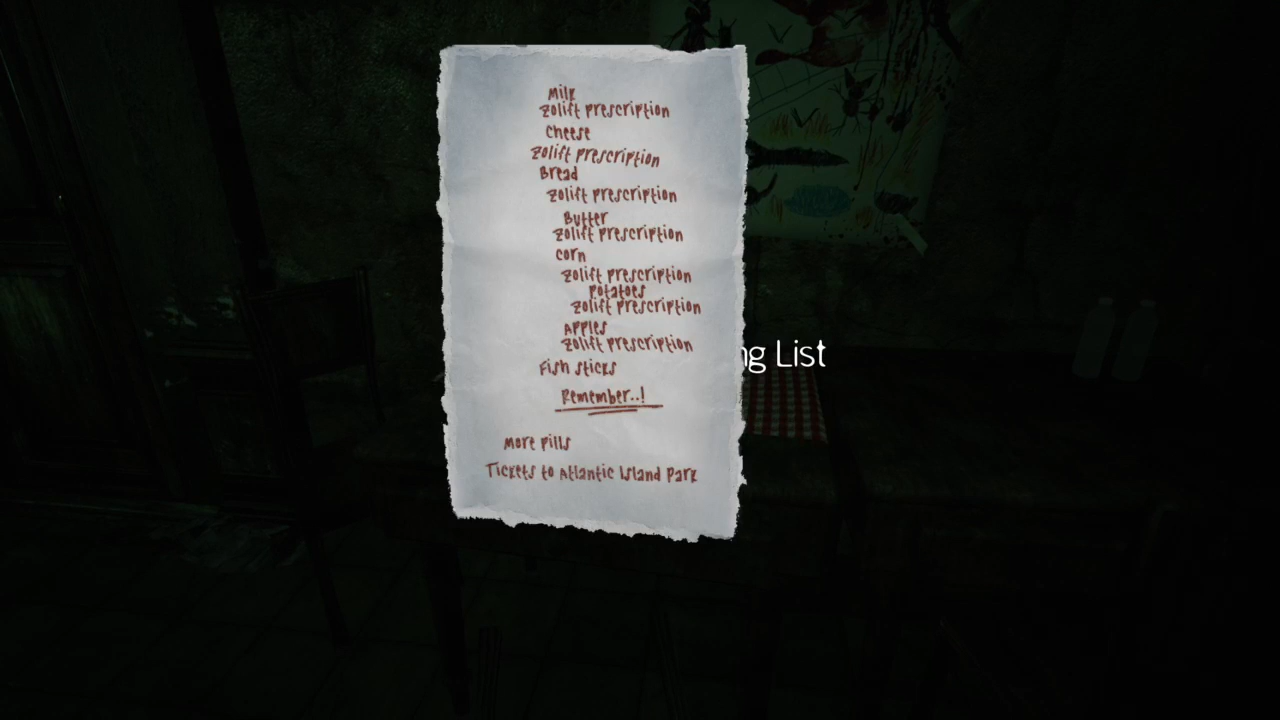 Milk
Zolift prescription
Cheese
Zolift prescription
Bread
Zolift prescription
Butter
Zolift prescription
Corn
Zolift prescription
Potatoes
Zolift prescription
Apples
Zolift prescription
ng List
Fish sticks
Remember..!
More pills
Tickets to Atlantic Island Park